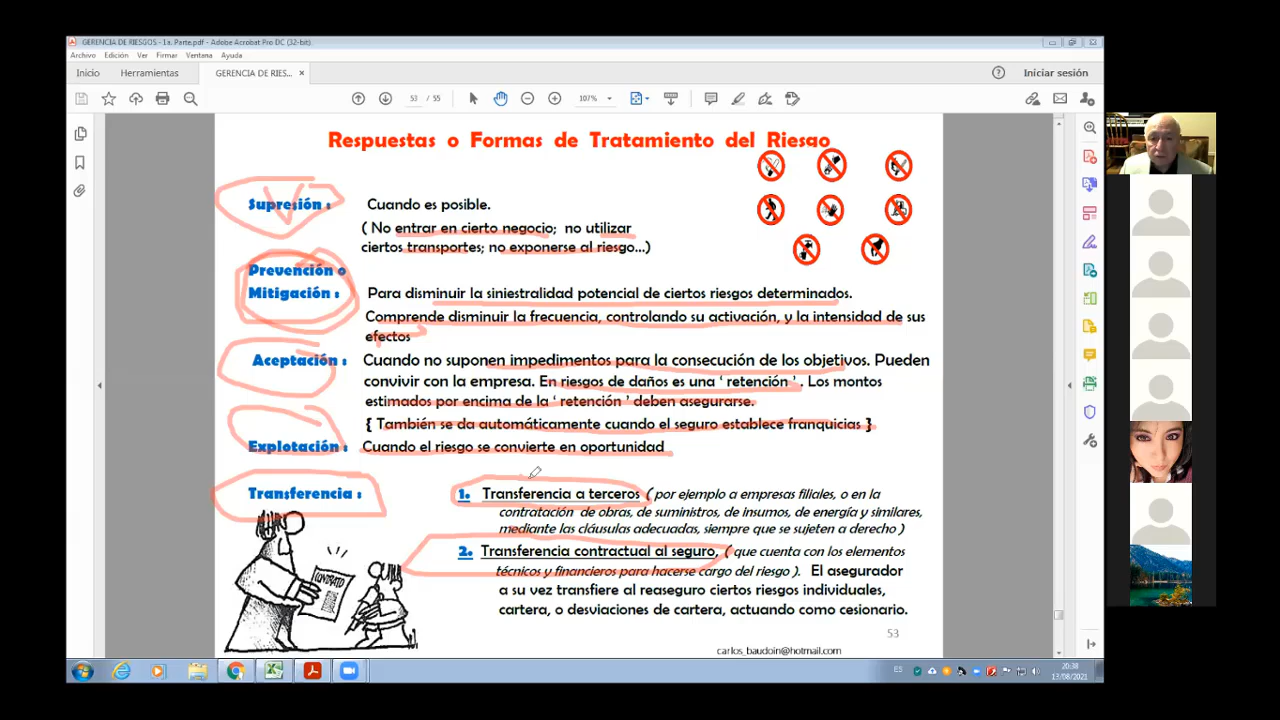 GERENCIA DE RIESGOS - 1a. Parte.pdf - Adobe Acrobat Pro DC (32-bit)
Archivo Edición Ver Firmar Ventana Ayuda
Inicio Herramientas GERENCIA DE RIES... × Iniciar sesión
53 / 55 107%
Respuestas o Formas de Tratamiento del Riesgo
Supresión : Cuando es posible.
( No entrar en cierto negocio; no utilizar
ciertos transportes; no exponerse al riesgo...)
Prevención o
Mitigación : Para disminuir la siniestralidad potencial de ciertos riesgos determinados.
Comprende disminuir la frecuencia, controlando su activación, y la intensidad de sus
efectos
Aceptación : Cuando no suponen impedimentos para la consecución de los objetivos. Pueden
convivir con la empresa. En riesgos de daños es una ' retención ' . Los montos
estimados por encima de la ' retención ' deben asegurarse.
{ También se da automáticamente cuando el seguro establece franquicias }
Explotación : Cuando el riesgo se convierte en oportunidad
Transferencia : 1. Transferencia a terceros ( por ejemplo a empresas filiales, o en la
contratación de obras, de suministros, de insumos, de energía y similares,
mediante las cláusulas adecuadas, siempre que se sujeten a derecho )
2. Transferencia contractual al seguro, ( que cuenta con los elementos
técnicos y financieros para hacerse cargo del riesgo ). El asegurador
a su vez transfiere al reaseguro ciertos riesgos individuales,
cartera, o desviaciones de cartera, actuando como cesionario.
CONTRATO
53
carlos_baudoin@hotmail.com
ES 20:38
13/08/2021